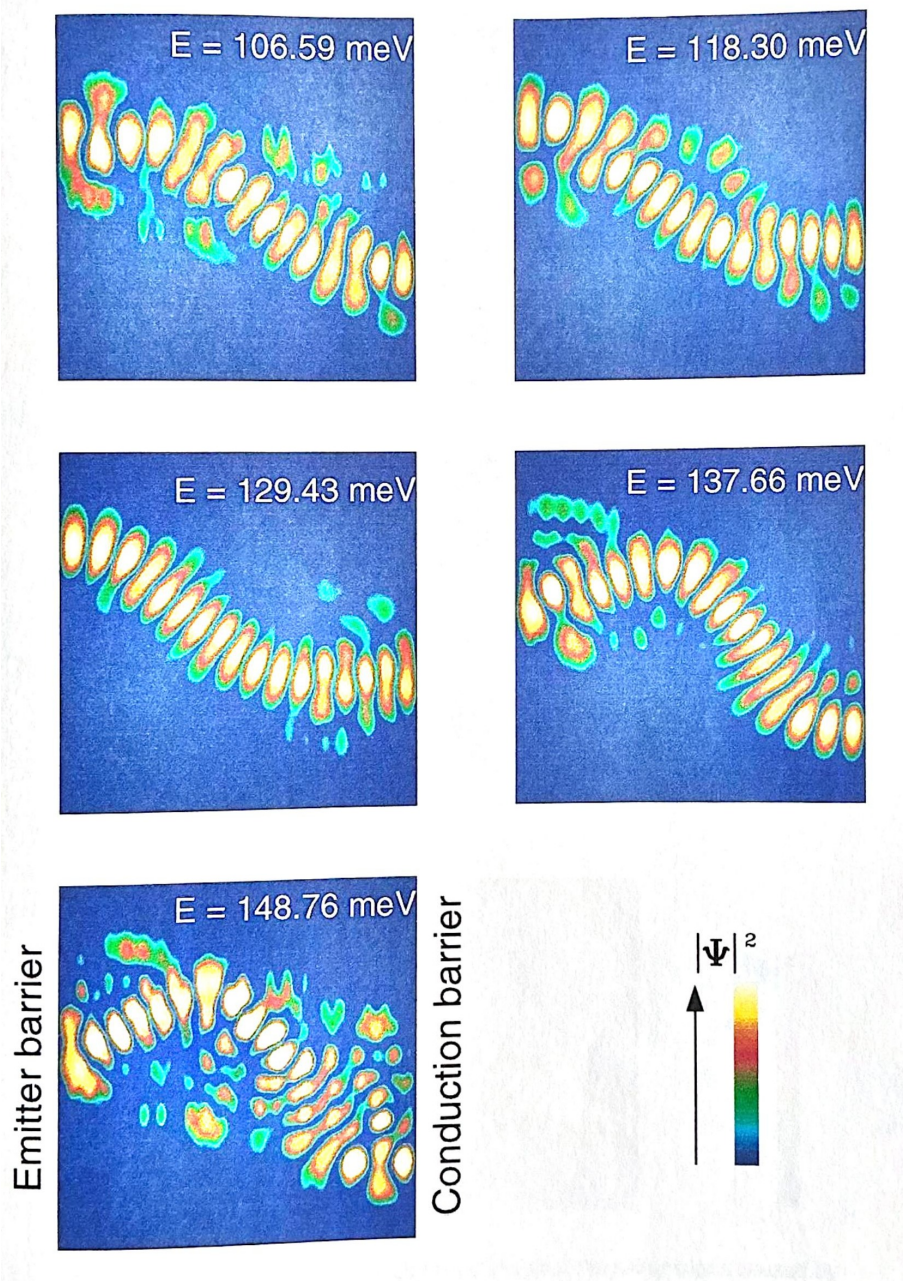 E = 106.59 meV
E = 118.30 meV
E = 129.43 meV
E = 137.66 meV
E = 148.76 meV
Emitter barrier
Conduction barrier
|Ψ|²